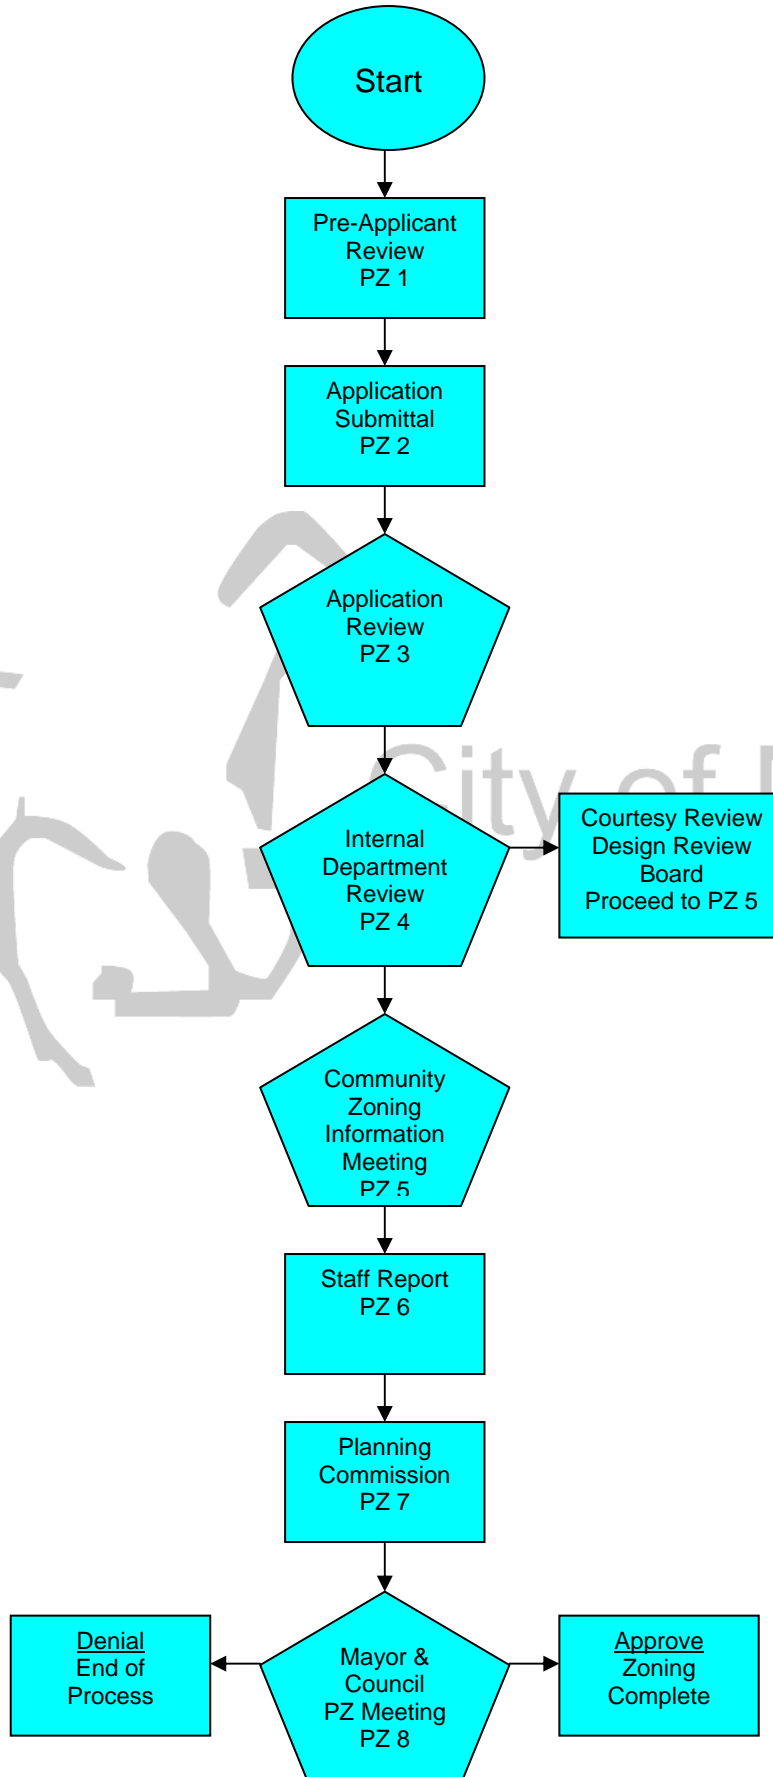 Start
Pre-Applicant
Review
PZ 1
Application
Submittal
PZ 2
Application
Review
PZ 3
City of
Internal
Department
Review
PZ 4
Courtesy Review
Design Review
Board
Proceed to PZ 5
Community
Zoning
Information
Meeting
PZ 5
Staff Report
PZ 6
Planning
Commission
PZ 7
Denial
End of
Process
Mayor &
Council
PZ Meeting
PZ 8
Approve
Zoning
Complete